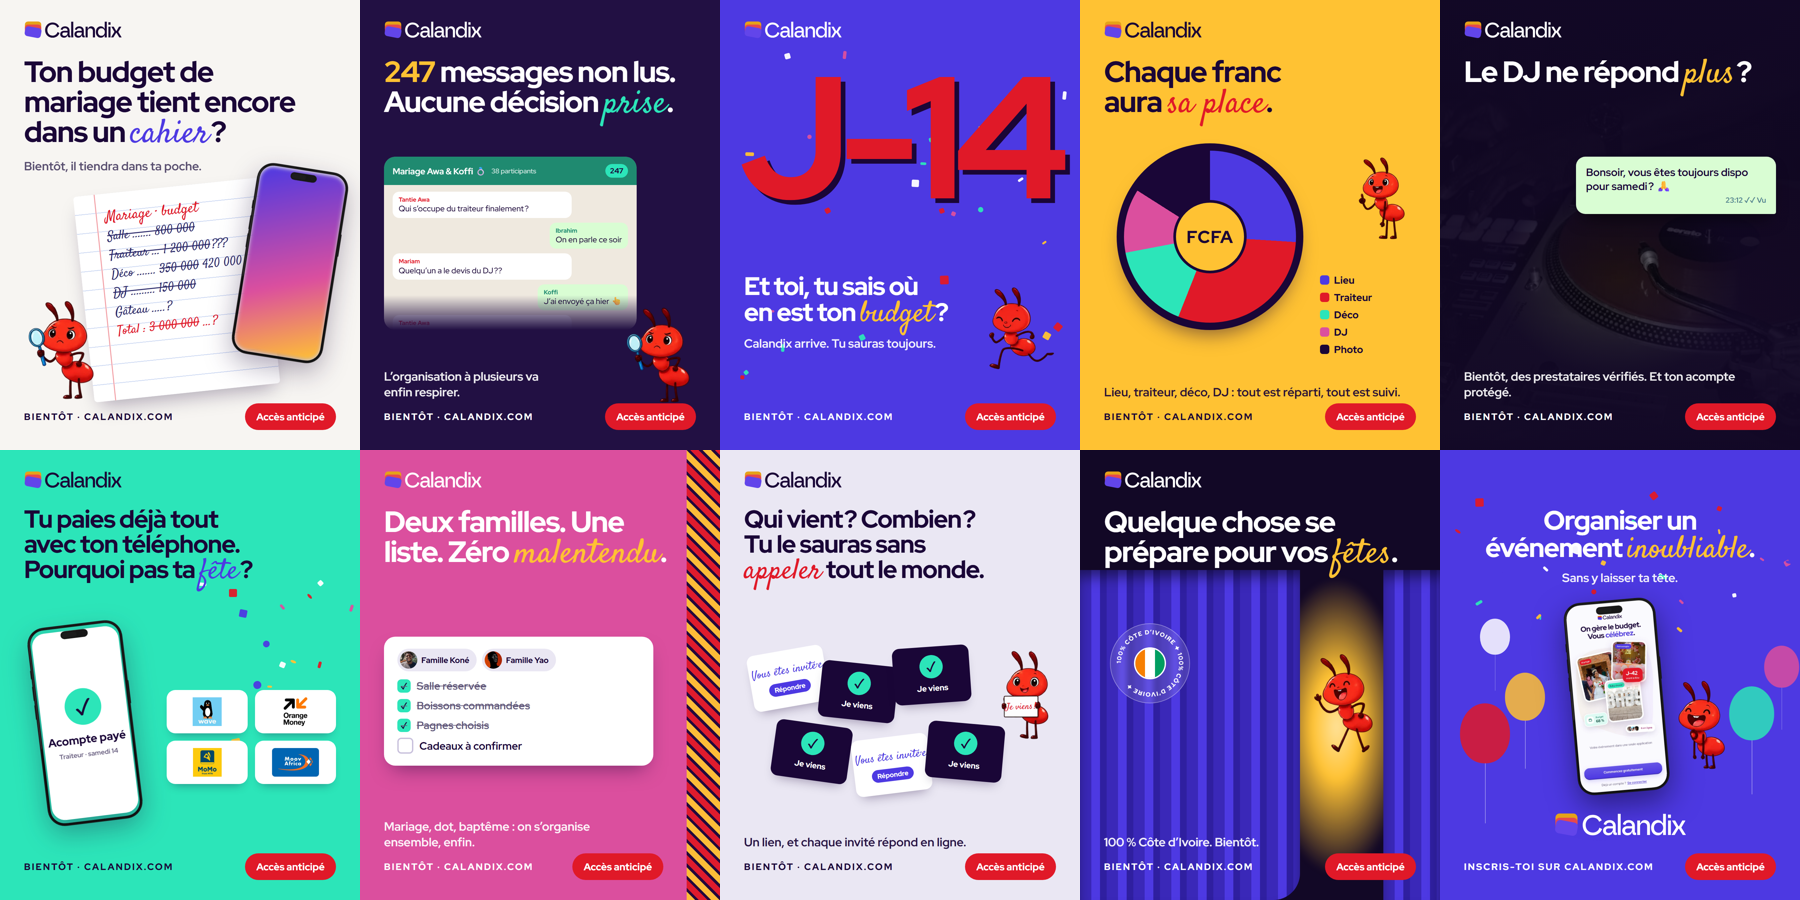 Calandix
Ton budget de
mariage tient encore
dans un cahier ?
Bientôt, il tiendra dans ta poche.
Mariage · budget
Salle ....... 800 000
Traiteur ... 1 200 000 ???
Déco ....... 350 000 420 000
DJ ......... 150 000
Gâteau ..... ?
Total : 3 000 000 ... ?
BIENTÔT · CALANDIX.COM
Accès anticipé
Calandix
247 messages non lus.
Aucune décision prise.
Mariage Awa & Koffi 💍 38 participants 247
Tantie Awa
Qui s'occupe du traiteur finalement ?
Ibrahim
On en parle ce soir
Mariam
Quelqu'un a le devis du DJ ??
Koffi
J'ai envoyé ça hier 👋
Tantie Awa
L'organisation à plusieurs va
enfin respirer.
BIENTÔT · CALANDIX.COM
Accès anticipé
Calandix
J-14
Et toi, tu sais où
en est ton budget ?
Calandix arrive. Tu sauras toujours.
BIENTÔT · CALANDIX.COM
Accès anticipé
Calandix
Chaque franc
aura sa place.
FCFA
Lieu
Traiteur
Déco
DJ
Photo
Lieu, traiteur, déco, DJ : tout est réparti, tout est suivi.
BIENTÔT · CALANDIX.COM
Accès anticipé
Calandix
Le DJ ne répond plus ?
Bonsoir, vous êtes toujours dispo
pour samedi ? 🙏
23:12 ✓✓ Vu
Bientôt, des prestataires vérifiés. Et ton acompte
protégé.
BIENTÔT · CALANDIX.COM
Accès anticipé
Calandix
Tu paies déjà tout
avec ton téléphone.
Pourquoi pas ta fête ?
Acompte payé
Traiteur · samedi 14
wave
Orange
Money
MoMo
Moov
Africa
BIENTÔT · CALANDIX.COM
Accès anticipé
Calandix
Deux familles. Une
liste. Zéro malentendu.
Famille Koné
Famille Yao
Salle réservée
Boissons commandées
Pagnes choisis
Cadeaux à confirmer
Mariage, dot, baptême : on s'organise
ensemble, enfin.
BIENTÔT · CALANDIX.COM
Accès anticipé
Calandix
Qui vient ? Combien ?
Tu le sauras sans
appeler tout le monde.
Vous êtes invité·e
Répondre
Je viens
Je viens
Je viens
Je viens
Vous êtes invité·e
Répondre
Je viens
Un lien, et chaque invité répond en ligne.
BIENTÔT · CALANDIX.COM
Accès anticipé
Calandix
Quelque chose se
prépare pour vos fêtes.
100% CÔTE D'IVOIRE ✦ 100% CÔTE D'IVOIRE ✦
100 % Côte d'Ivoire. Bientôt.
BIENTÔT · CALANDIX.COM
Accès anticipé
Organiser un
événement inoubliable.
Sans y laisser ta tête.
Calandix
On gère le budget.
Vous célébrez.
J-42
Calandix
INSCRIS-TOI SUR CALANDIX.COM
Accès anticipé